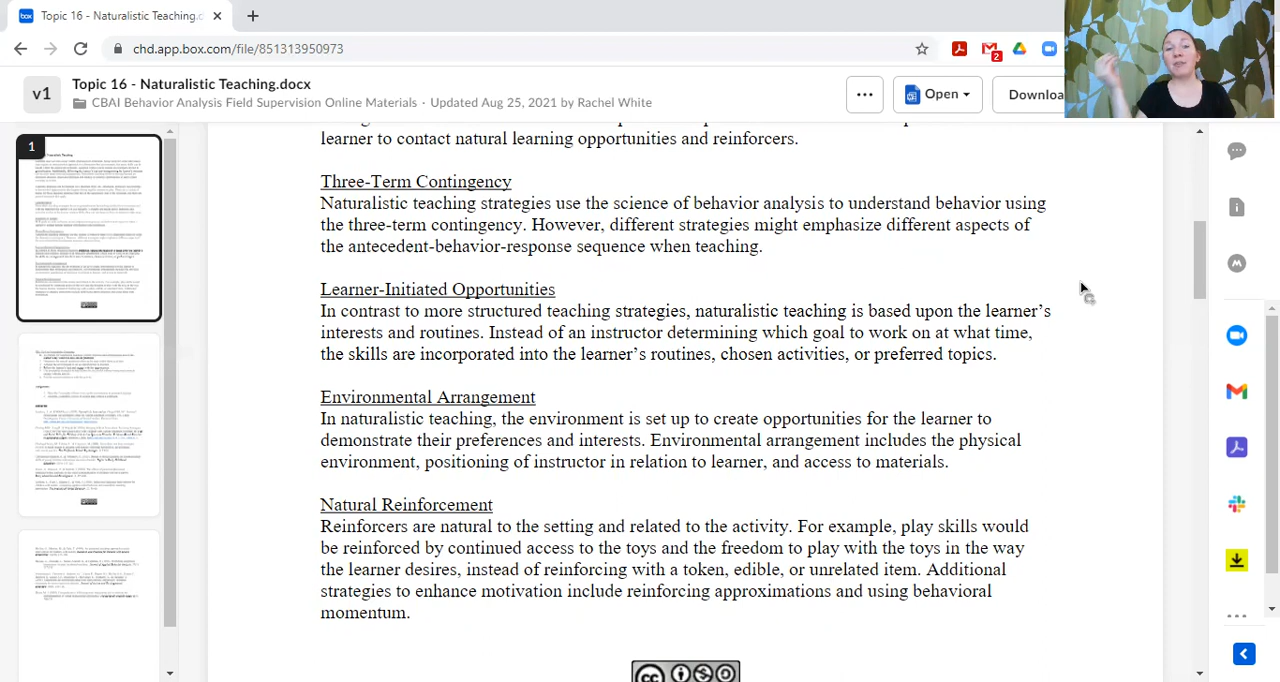 Topic 16 - Naturalistic Teaching.c
chd.app.box.com/file/851313950973
2
v1
Topic 16 - Naturalistic Teaching.docx
CBAI Behavior Analysis Field Supervision Online Materials · Updated Aug 25, 2021 by Rachel White
Open
Downloa
1
learner to contact natural learning opportunities and reinforcers.
Three-Term Contingency
Naturalistic teaching strategies use the science of behavior analysis to understand behavior using
the three-term contingency. However, different strategies might emphasize different aspects of
the antecedent-behavior-response sequence when teaching.
Learner-Initiated Opportunities
In contrast to more structured teaching strategies, naturalistic teaching is based upon the learner's
interests and routines. Instead of an instructor determining which goal to work on at what time,
the skills are incorporated into the learner's routines, chosen activities, or preferred topics.
Environmental Arrangement
is set up to create opportunities for the learner to
demonstrate their goals and interests. Environmental arrangement includes the physical
environment, positioning of instructor in relation to learner, and access to materials.
Natural Reinforcement
Reinforcers are natural to the setting and related to the activity. For example, play skills would
be reinforced by continued access to the toys and the freedom to play with the toys in the way
the learner desires, instead of reinforcing with a token, treat, or unrelated item. Additional
strategies to enhance motivation include reinforcing approximations and using behavioral
momentum.
cc